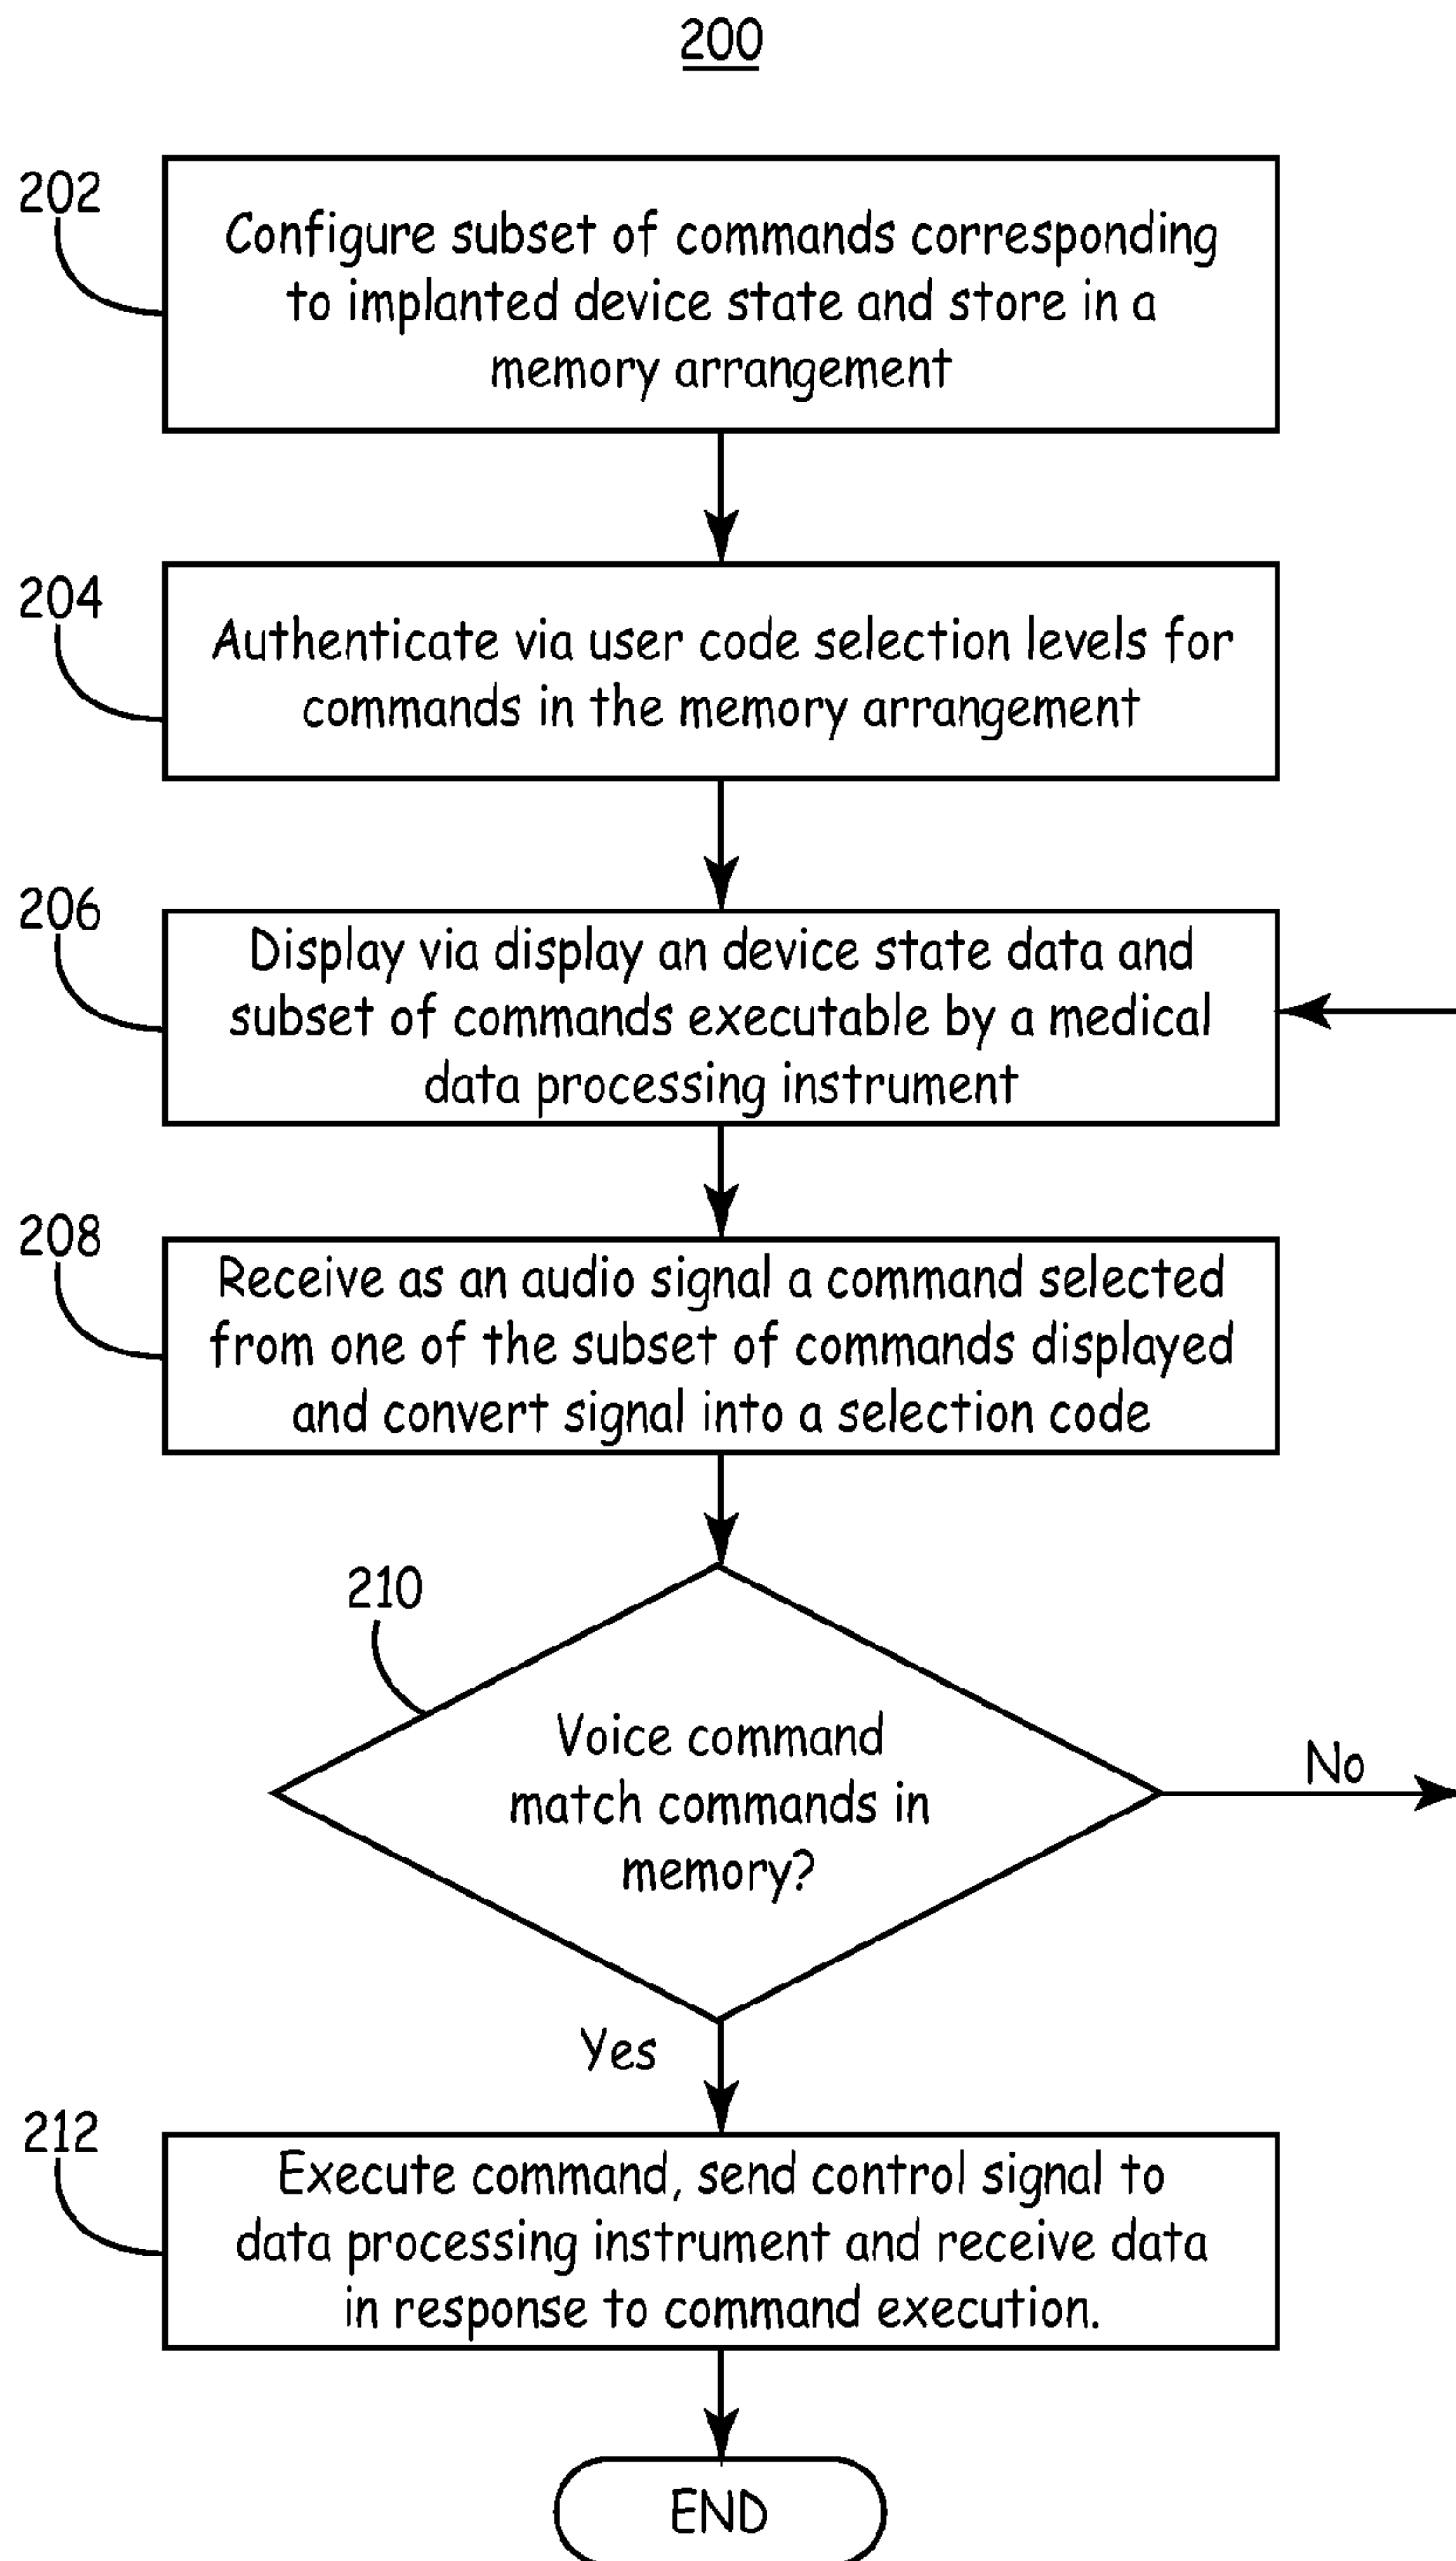 200
202
Configure subset of commands corresponding
to implanted device state and store in a
memory arrangement
204
Authenticate via user code selection levels for
commands in the memory arrangement
206
Display via display an device state data and
subset of commands executable by a medical
data processing instrument
208
Receive as an audio signal a command selected
from one of the subset of commands displayed
and convert signal into a selection code
210
Voice command
match commands in
memory?
No
Yes
212
Execute command, send control signal to
data processing instrument and receive data
in response to command execution.
END